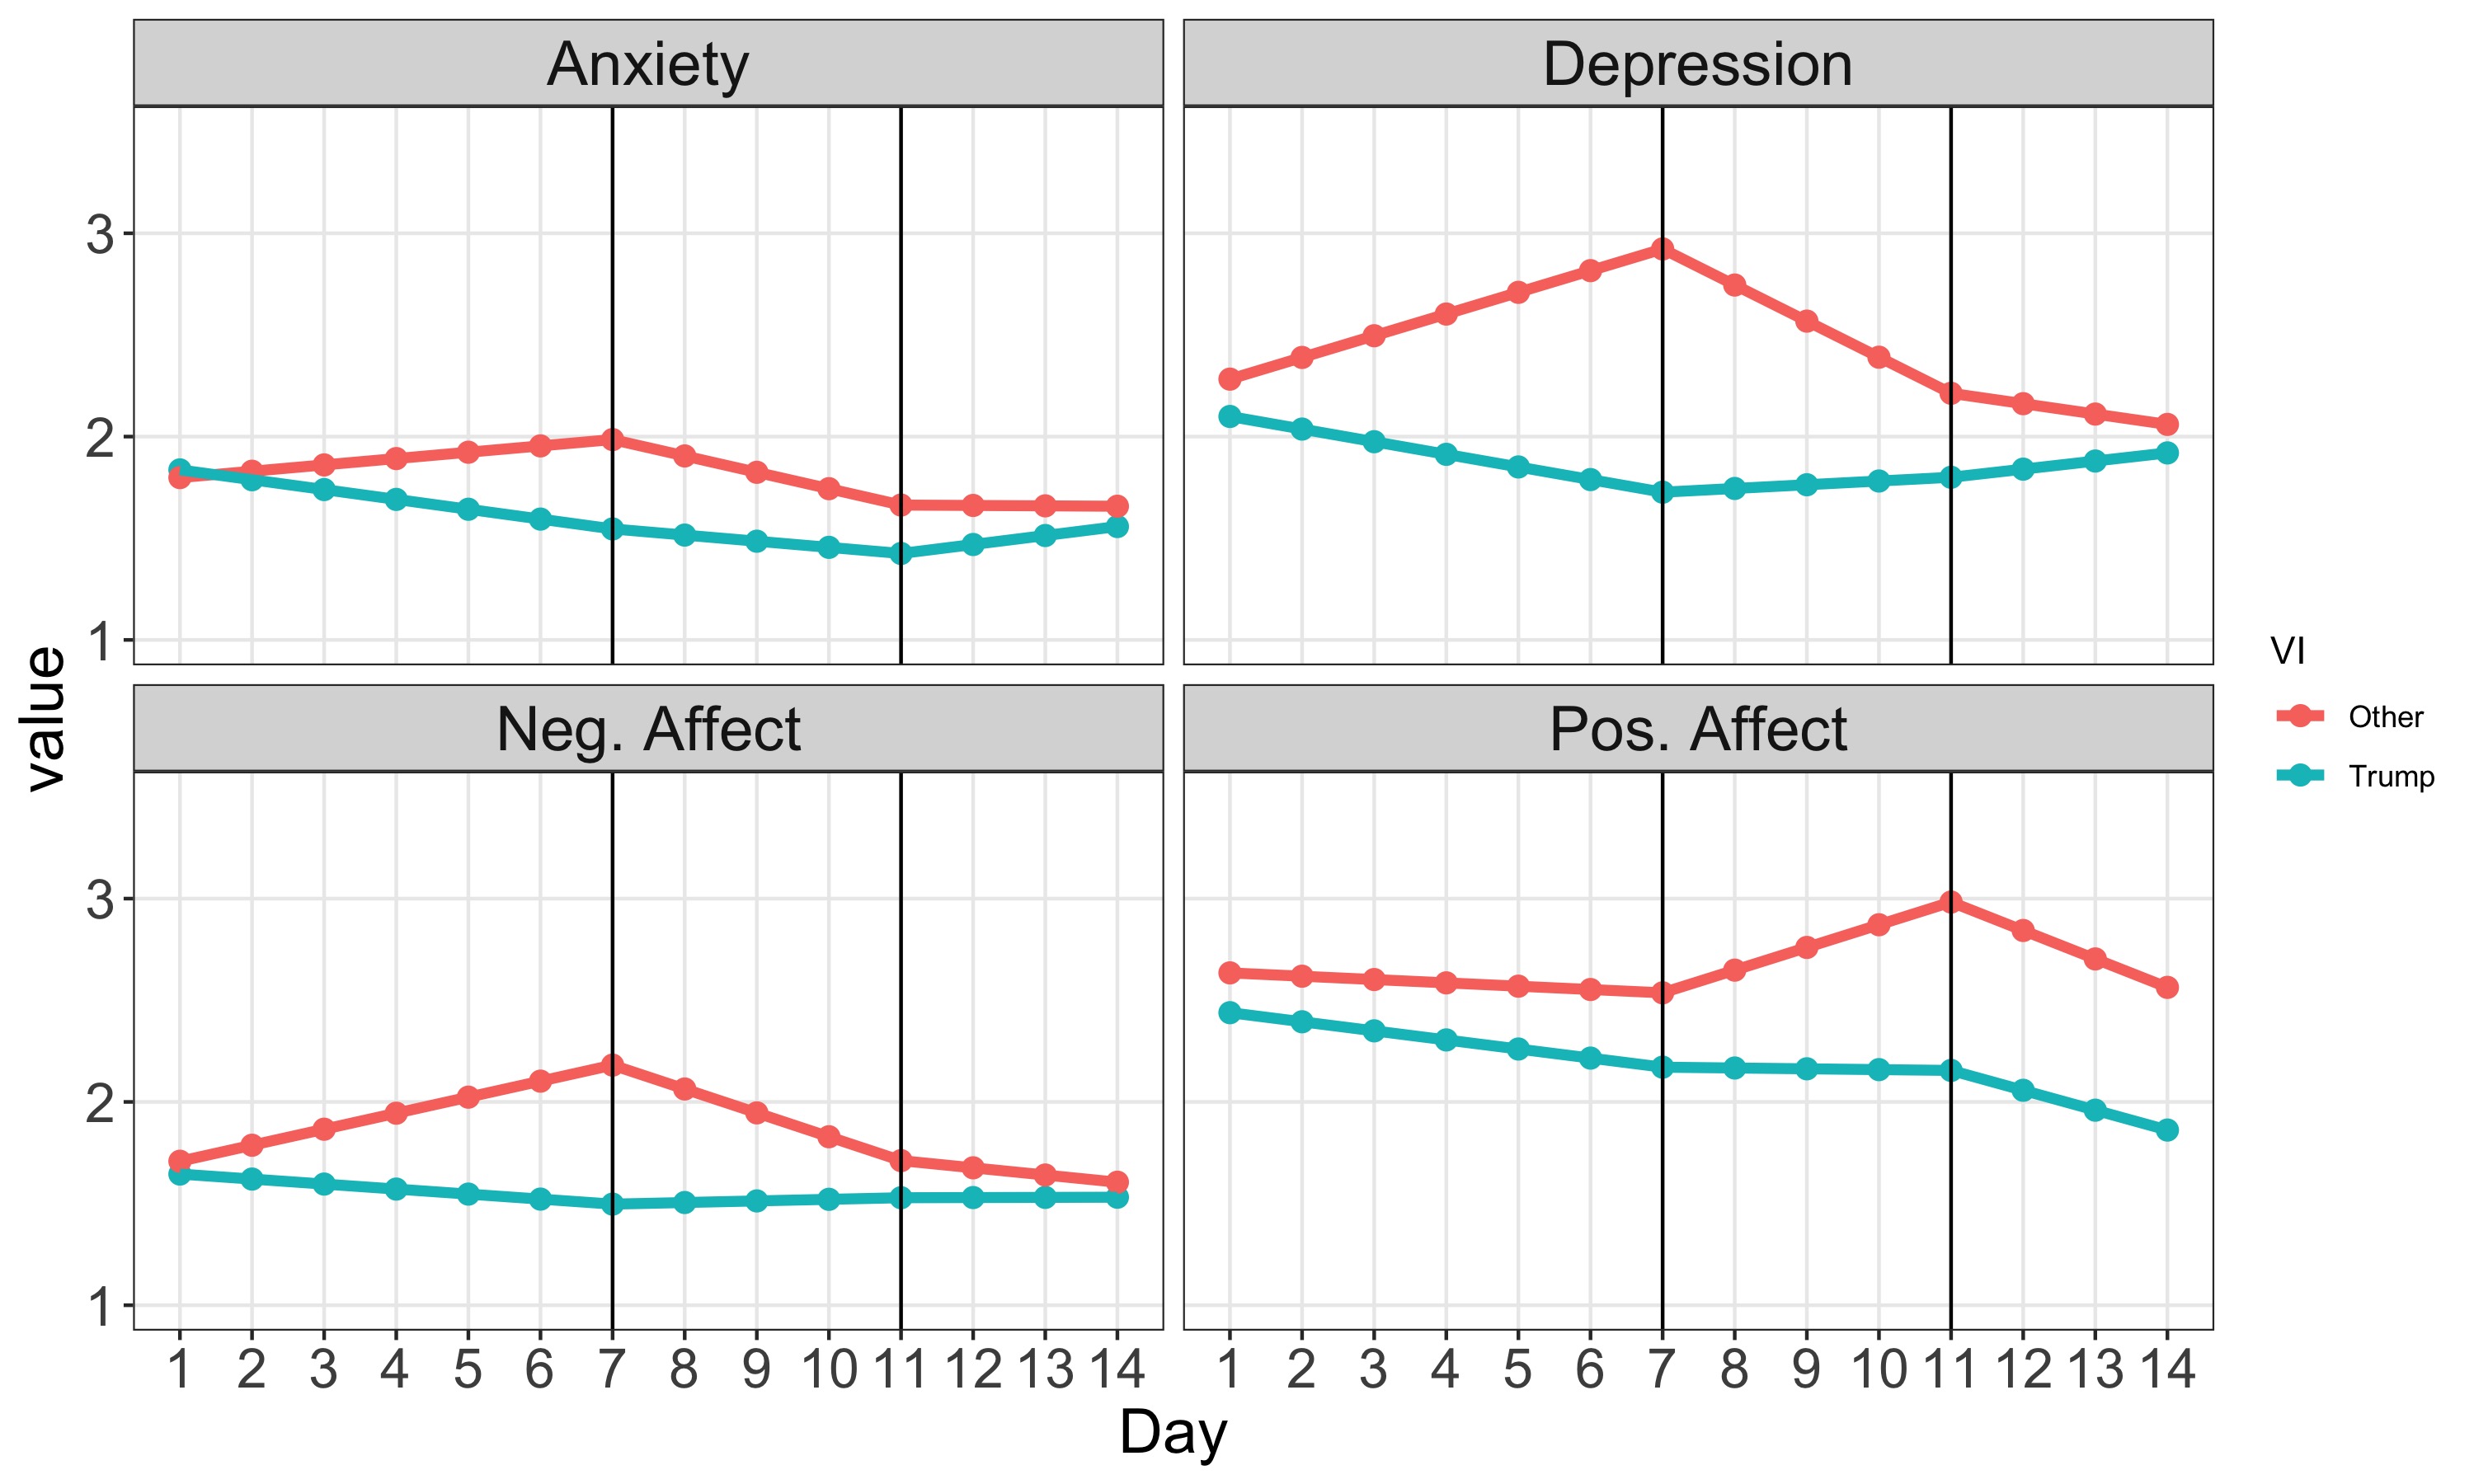 Anxiety
Depression
3
2
1
Neg. Affect
Pos. Affect
3
2
1
value
1 2 3 4 5 6 7 8 9 10 11 12 13 14
1 2 3 4 5 6 7 8 9 10 11 12 13 14
Day
VI
Other
Trump